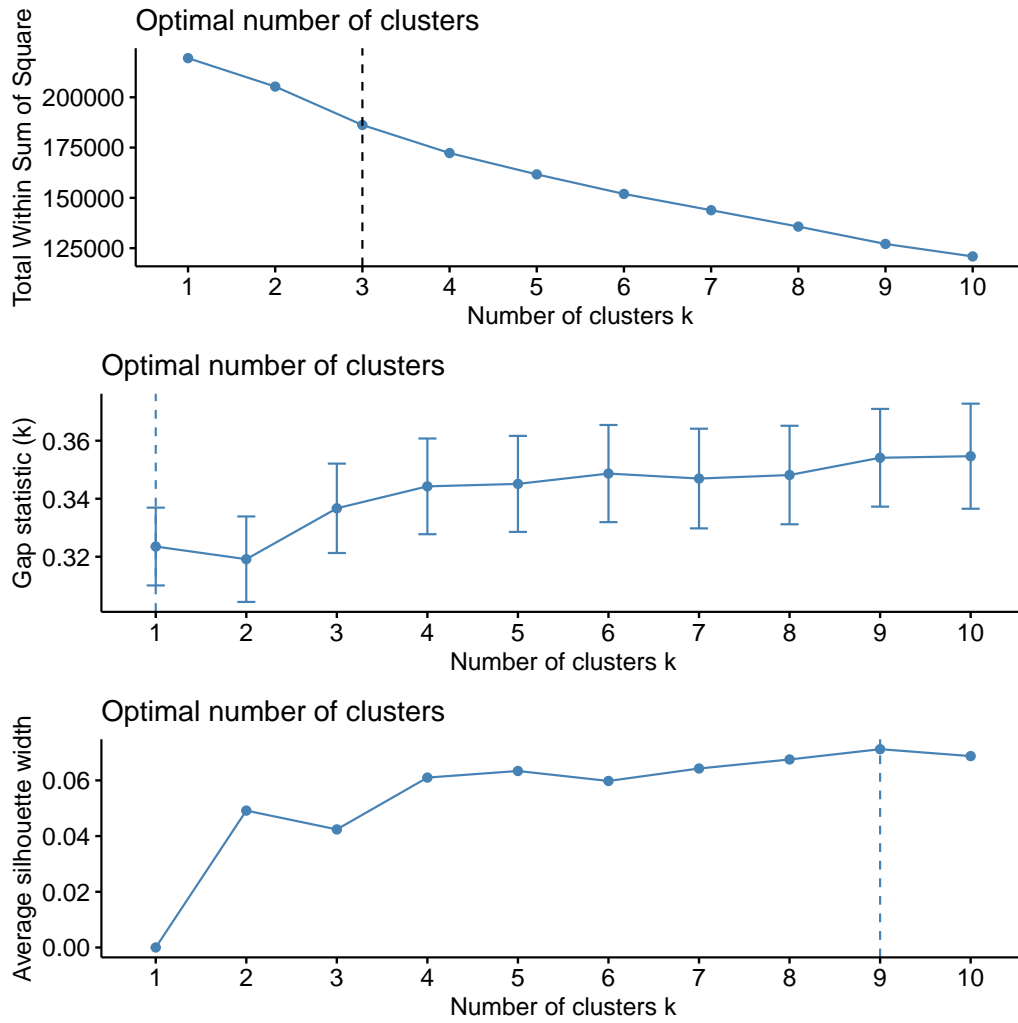 Optimal number of clusters
Total Within Sum of Square
200000
175000
150000
125000
1 2 3 4 5 6 7 8 9 10
Number of clusters k
Optimal number of clusters
Gap statistic (k)
0.36
0.34
0.32
1 2 3 4 5 6 7 8 9 10
Number of clusters k
Optimal number of clusters
Average silhouette width
0.06
0.04
0.02
0.00
1 2 3 4 5 6 7 8 9 10
Number of clusters k